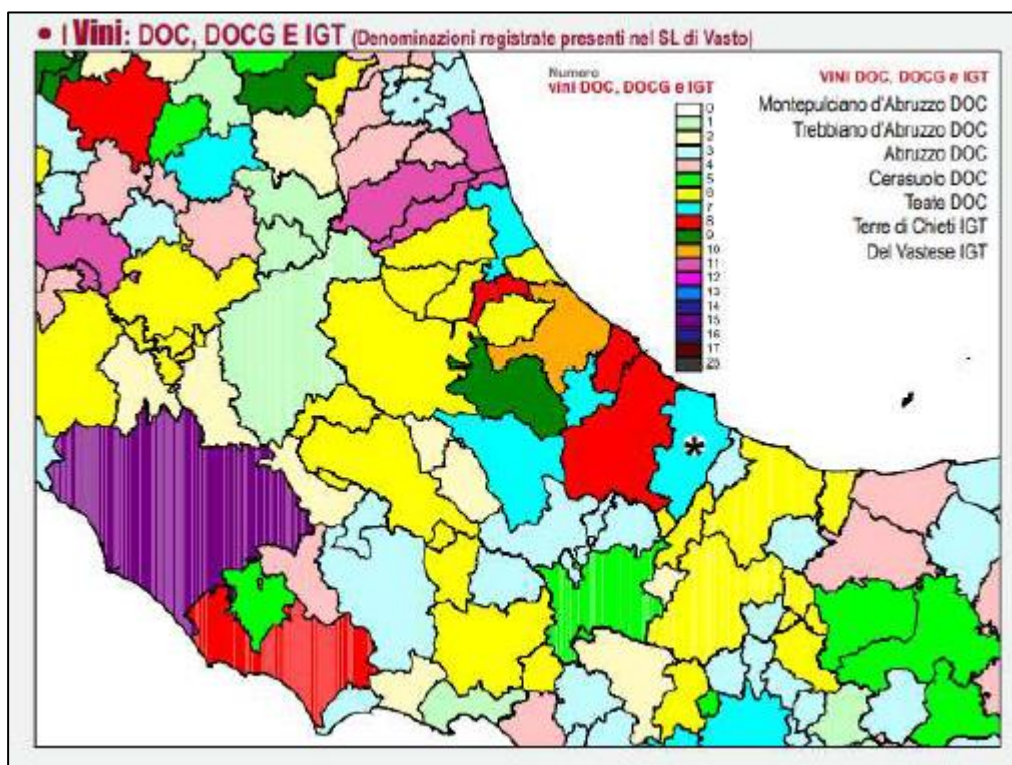 • I Vini: DOC, DOCG E IGT (Denominazioni registrate presenti nel SL di Vasto)
Numero
vini DOC, DOCG e IGT
0
1
2
3
4
5
6
7
8
9
10
11
12
13
14
15
16
17
23
VINI DOC, DOCG e IGT
Montepulciano d'Abruzzo DOC
Trebbiano d'Abruzzo DOC
Abruzzo DOC
Cerasuolo DOC
Teate DOC
Terre di Chieti IGT
Del Vastese IGT
*